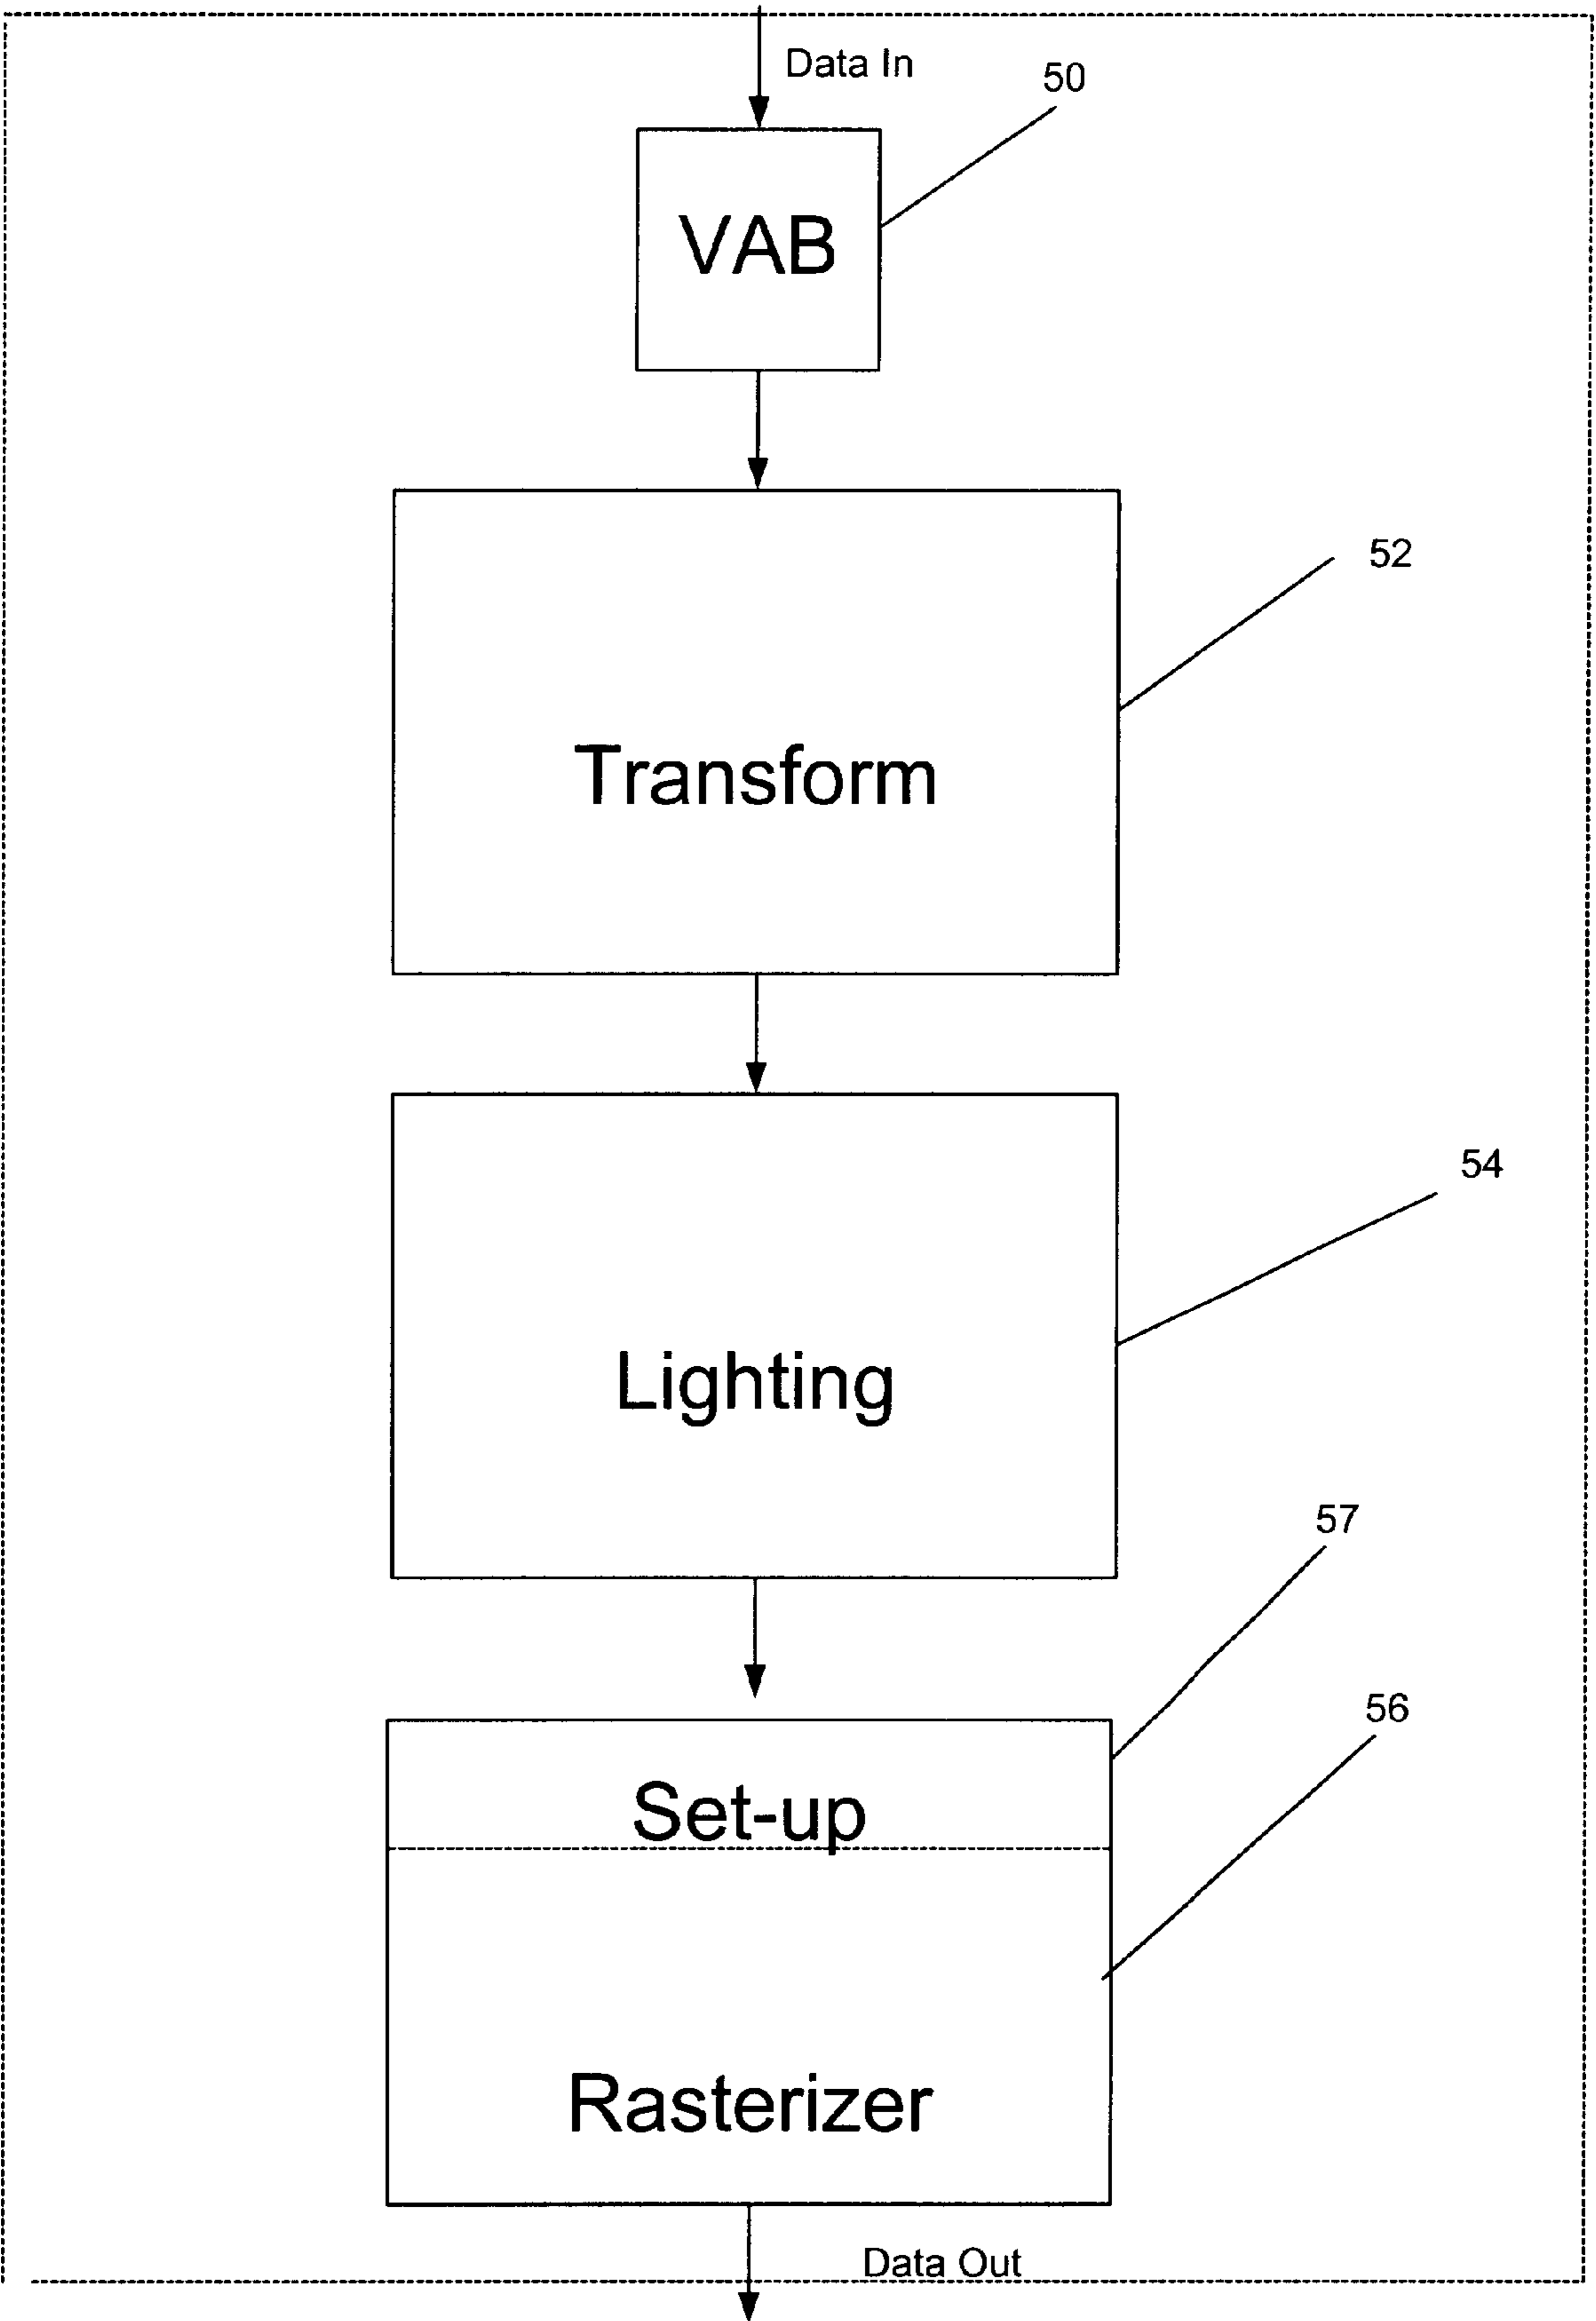 Data In
50
VAB
52
Transform
54
Lighting
57
Set-up
56
Rasterizer
Data Out